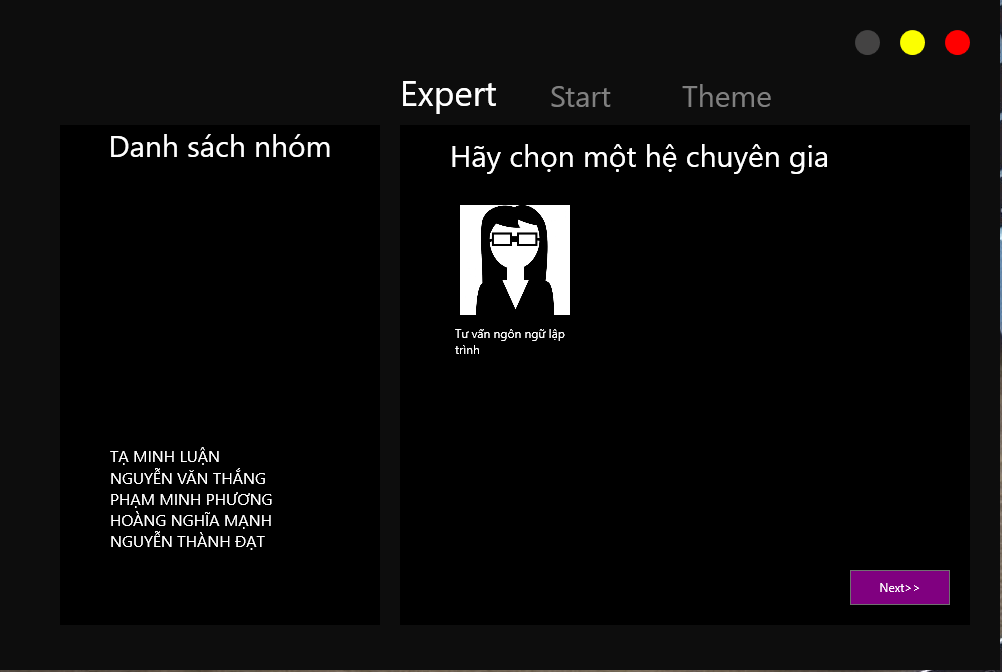 Expert Start Theme
Danh sách nhóm
TẠ MINH LUẬN
NGUYỄN VĂN THẮNG
PHẠM MINH PHƯƠNG
HOÀNG NGHĨA MẠNH
NGUYỄN THÀNH ĐẠT
Hãy chọn một hệ chuyên gia
Tư vấn ngôn ngữ lập
trình
Next>>